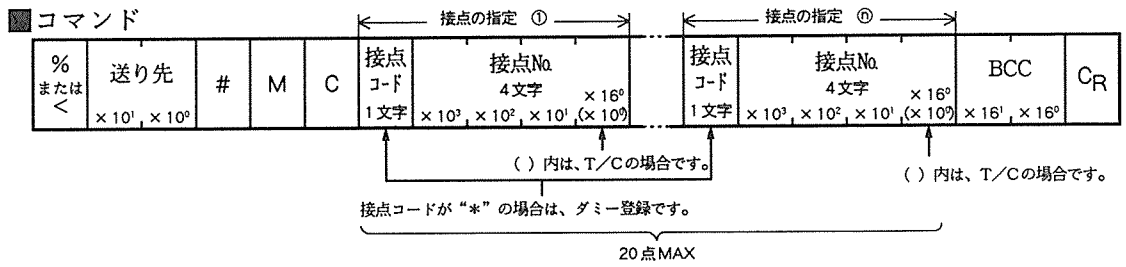 ■コマンド
接点の指定 ①
接点の指定 ⓝ
%
または
<
送り先
×10¹ ×10⁰
#
M
C
接点
コード
1文字
接点No.
4文字
×10³ ×10² ×10¹ ×16⁰
(×10⁰)
接点
コード
1文字
接点No.
4文字
×10³ ×10² ×10¹ ×16⁰
(×10⁰)
BCC
×16¹ ×16⁰
CR
( )内は、T/Cの場合です。
( )内は、T/Cの場合です。
接点コードが“*”の場合は、ダミー登録です。
20点MAX